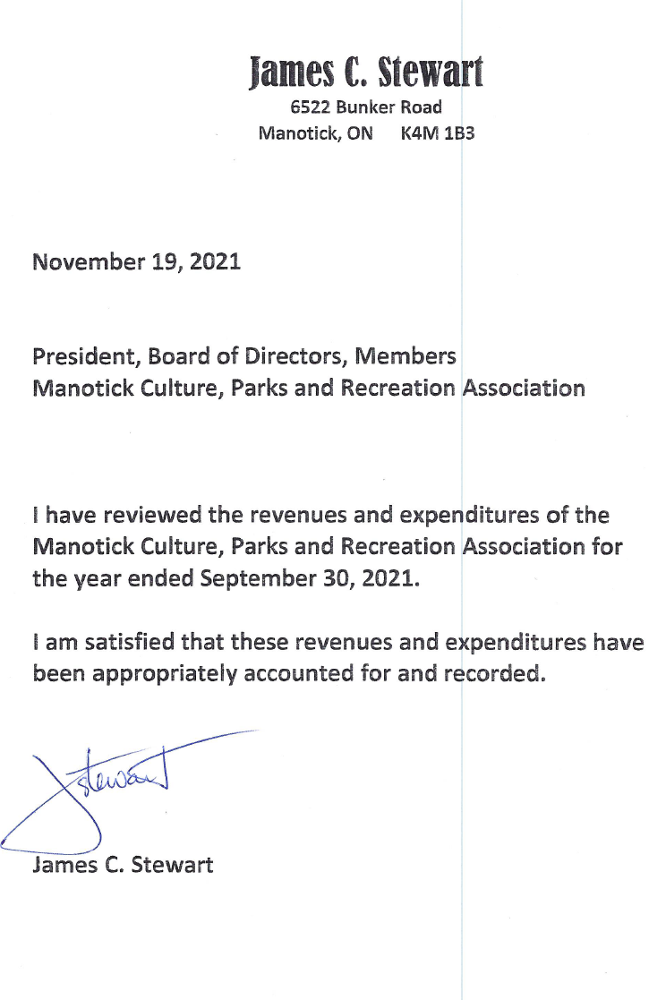 James C. Stewart
6522 Bunker Road
Manotick, ON K4M 1B3
November 19, 2021
President, Board of Directors, Members
Manotick Culture, Parks and Recreation Association
I have reviewed the revenues and expenditures of the
Manotick Culture, Parks and Recreation Association for
the year ended September 30, 2021.
I am satisfied that these revenues and expenditures have
been appropriately accounted for and recorded.
JStewart
James C. Stewart